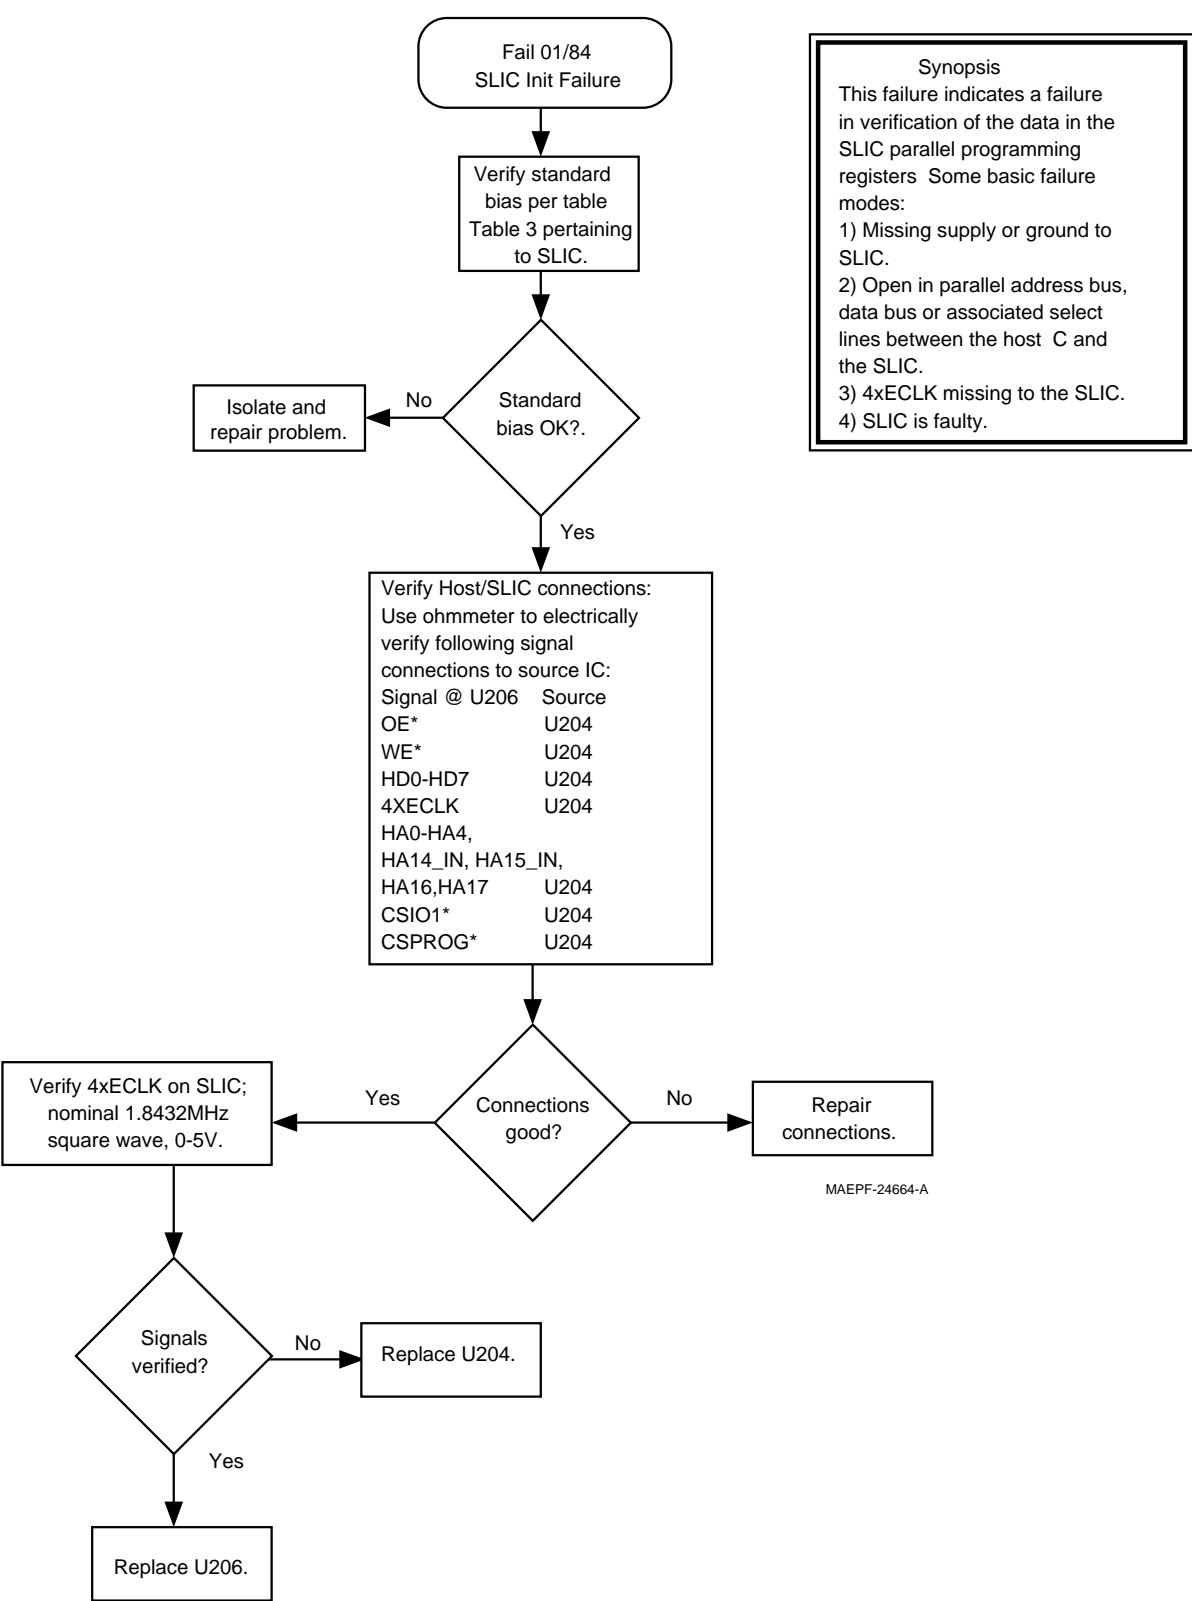 Fail 01/84
SLIC Init Failure
Synopsis
This failure indicates a failure
in verification of the data in the
SLIC parallel programming
registers  Some basic failure
modes:
1) Missing supply or ground to
SLIC.
2) Open in parallel address bus,
data bus or associated select
lines between the host  C and
the SLIC.
3) 4xECLK missing to the SLIC.
4) SLIC is faulty.
Verify standard
bias per table
Table 3 pertaining
to SLIC.
Standard
bias OK?.
No
Isolate and
repair problem.
Yes
Verify Host/SLIC connections:
Use ohmmeter to electrically
verify following signal
connections to source IC:
Signal @ U206 Source
OE* U204
WE* U204
HD0-HD7 U204
4XECLK U204
HA0-HA4,
HA14_IN, HA15_IN,
HA16,HA17 U204
CSIO1* U204
CSPROG* U204
Connections
good?
Yes
No
Verify 4xECLK on SLIC;
nominal 1.8432MHz
square wave, 0-5V.
Repair
connections.
MAEPF-24664-A
Signals
verified?
No
Replace U204.
Yes
Replace U206.